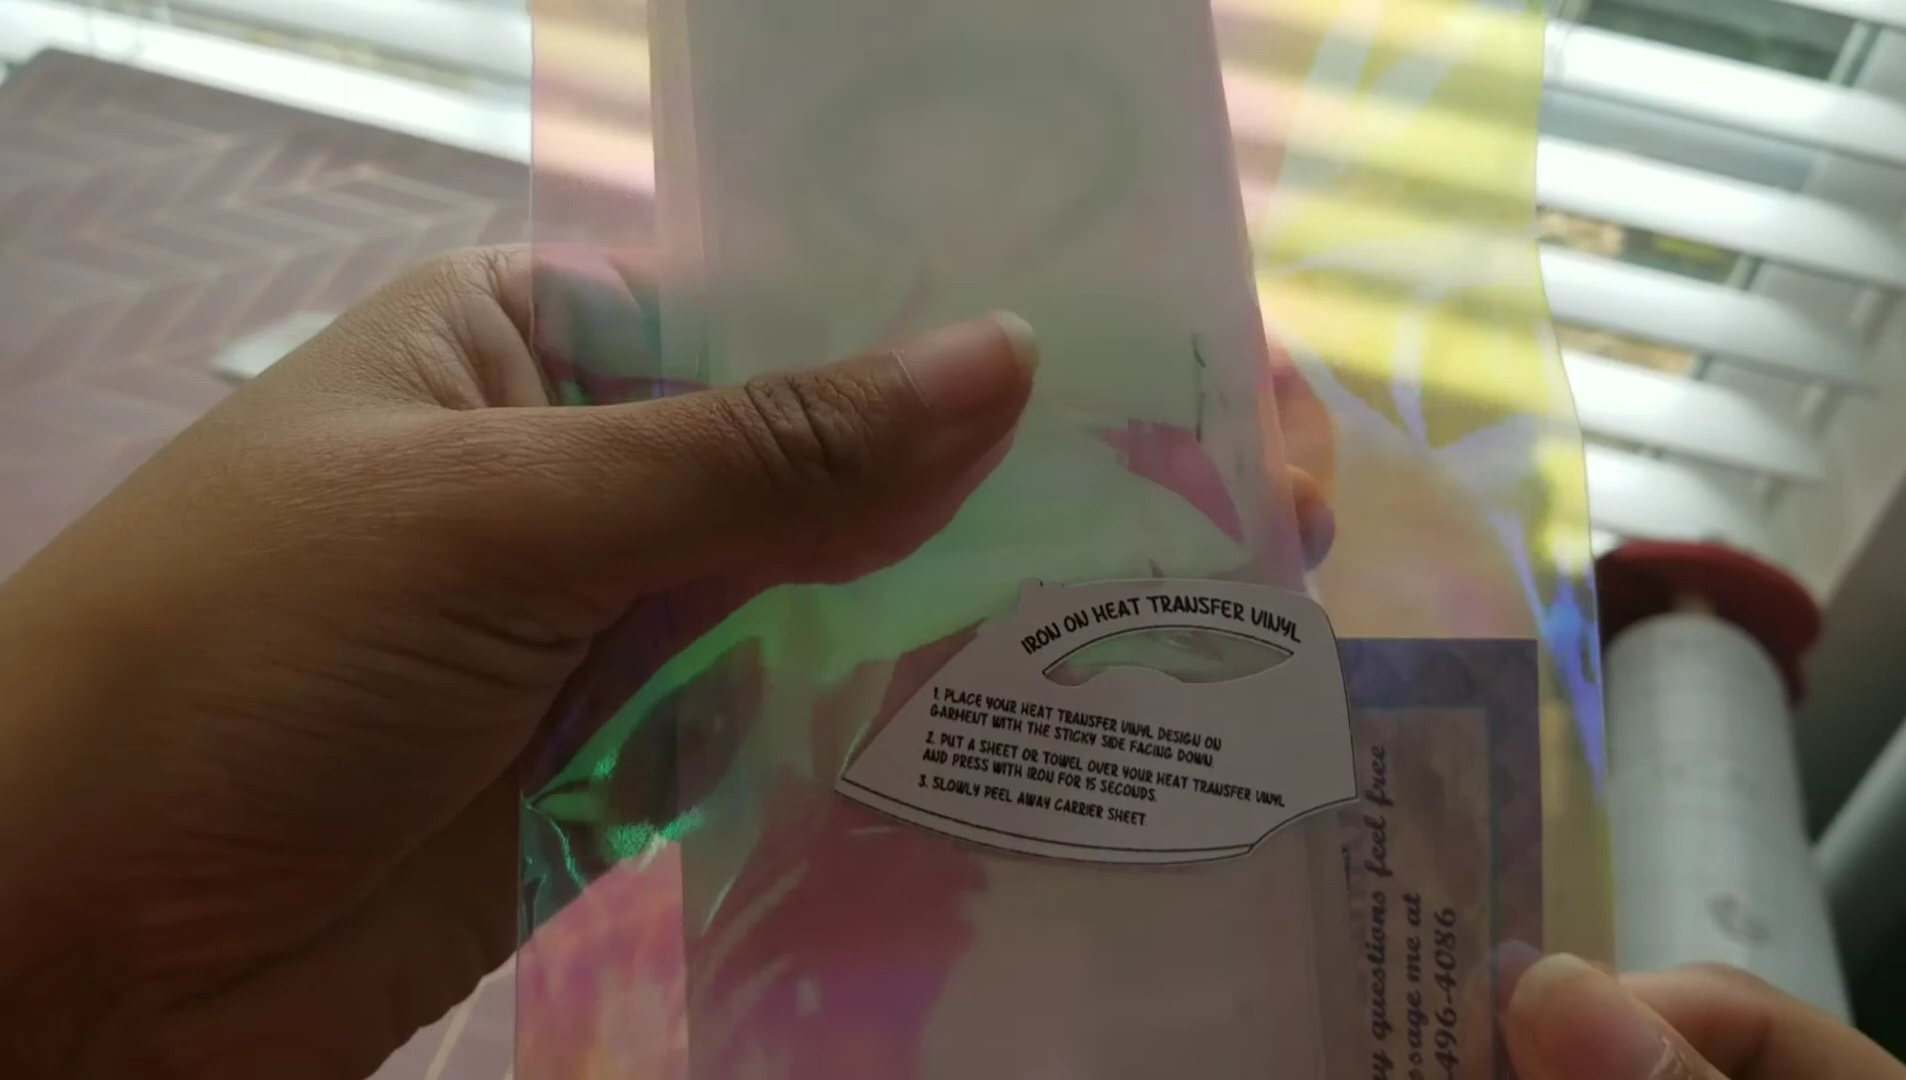 IRON ON HEAT TRANSFER VINYL
1. PLACE YOUR HEAT TRANSFER VINYL DESIGN ON
GARMENT WITH THE STICKY SIDE FACING DOWN.
2. PUT A SHEET OR TOWEL OVER YOUR HEAT TRANSFER VINYL
AND PRESS WITH IRON FOR 15 SECONDS.
3. SLOWLY PEEL AWAY CARRIER SHEET.
questions feel free
me at
-496-4086